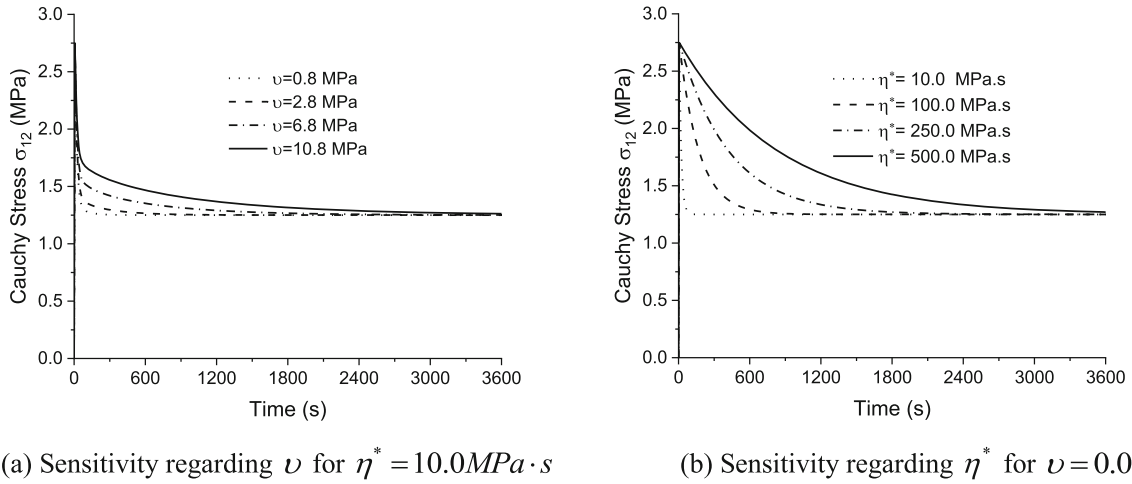 Cauchy Stress σ12 (MPa)
3.0
2.5
2.0
1.5
1.0
0.5
0.0
υ=0.8 MPa
υ=2.8 MPa
υ=6.8 MPa
υ=10.8 MPa
0 600 1200 1800 2400 3000 3600
Time (s)
(a) Sensitivity regarding υ for η* =10.0MPa·s
Cauchy Stress σ12 (MPa)
3.0
2.5
2.0
1.5
1.0
0.5
0.0
η*= 10.0 MPa.s
η*= 100.0 MPa.s
η*= 250.0 MPa.s
η*= 500.0 MPa.s
0 600 1200 1800 2400 3000 3600
Time (s)
(b) Sensitivity regarding η* for υ=0.0